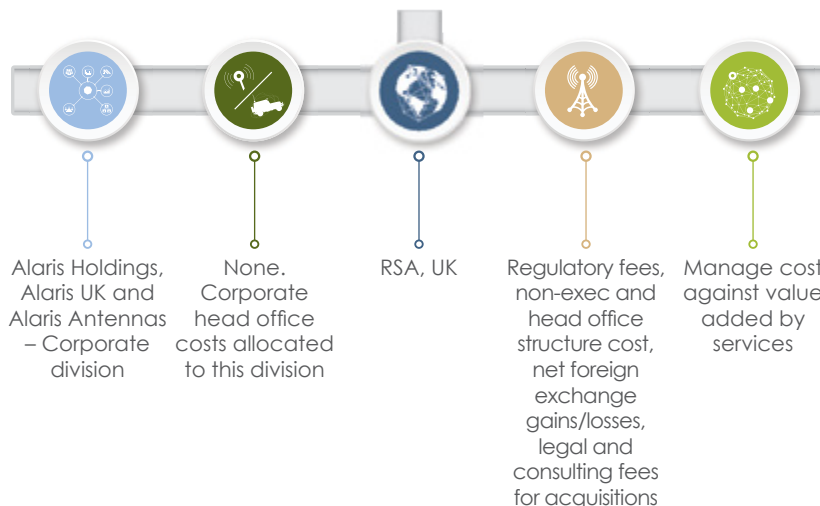 Alaris Holdings,
Alaris UK and
Alaris Antennas
– Corporate
division
None.
Corporate
head office
costs allocated
to this division
RSA, UK
Regulatory fees,
non-exec and
head office
structure cost,
net foreign
exchange
gains/losses,
legal and
consulting fees
for acquisitions
Manage cost
against value
added by
services